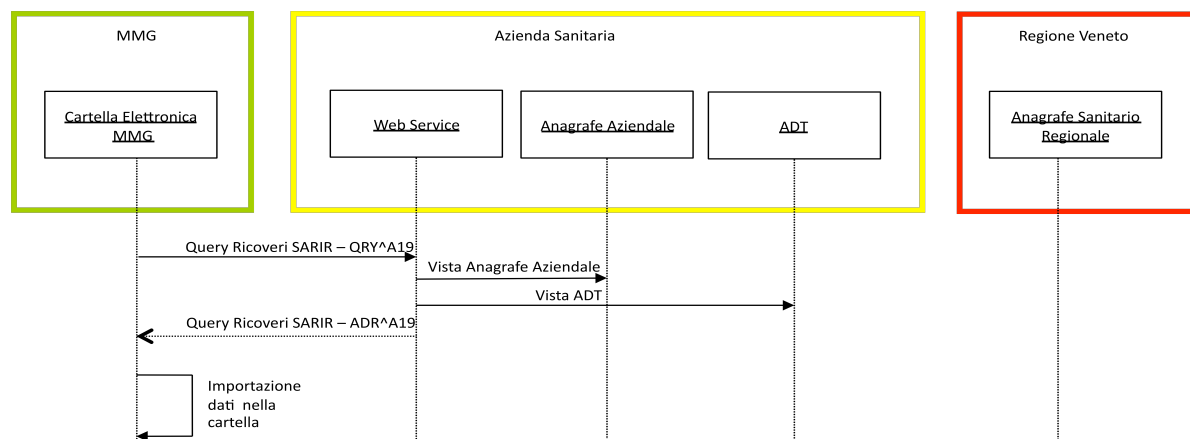 MMG
Azienda Sanitaria
Regione Veneto
Cartella Elettronica
MMG
Web Service
Anagrafe Aziendale
ADT
Anagrafe Sanitario
Regionale
Query Ricoveri SARIR – QRY^A19
Vista Anagrafe Aziendale
Vista ADT
Query Ricoveri SARIR – ADR^A19
Importazione
dati nella
cartella